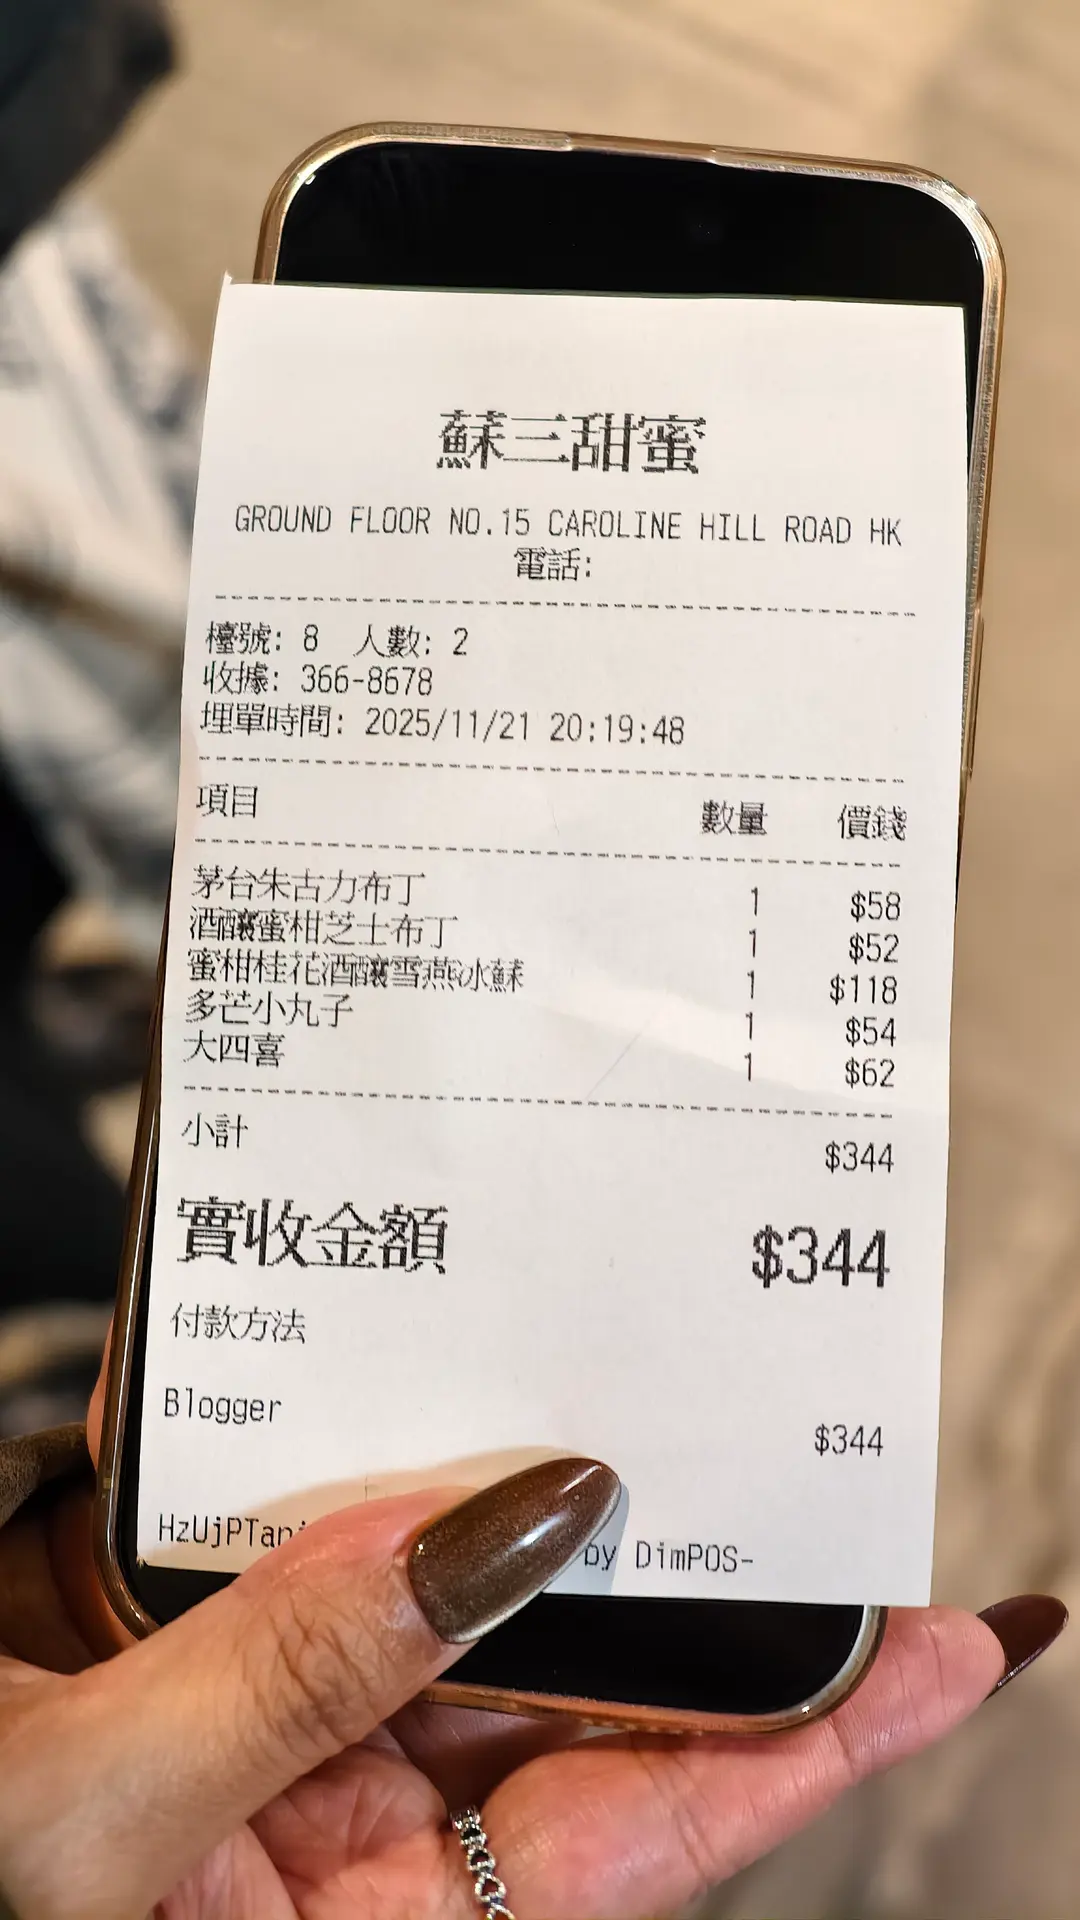 蘇三甜蜜
GROUND FLOOR NO.15 CAROLINE HILL ROAD HK
電話:
檯號: 8 人數: 2
收據: 366-8678
埋單時間: 2025/11/21 20:19:48
項目 數量 價錢
茅台朱古力布丁 1 $58
酒釀蜜柑芝士布丁 1 $52
蜜柑桂花酒釀雪燕冰蘇 1 $118
多芒小丸子 1 $54
大四喜 1 $62
小計 $344
實收金額 $344
付款方法
Blogger $344
by DimPOS-